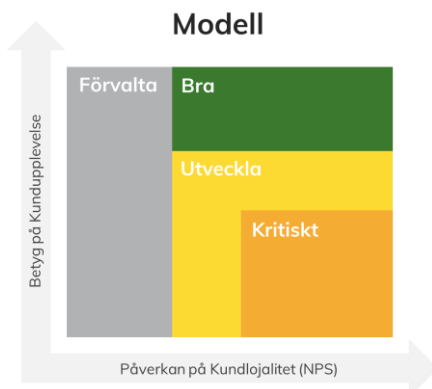 Modell
Förvalta
Bra
Utveckla
Kritiskt
Betyg på Kundupplevelse
Påverkan på Kundlojalitet (NPS)